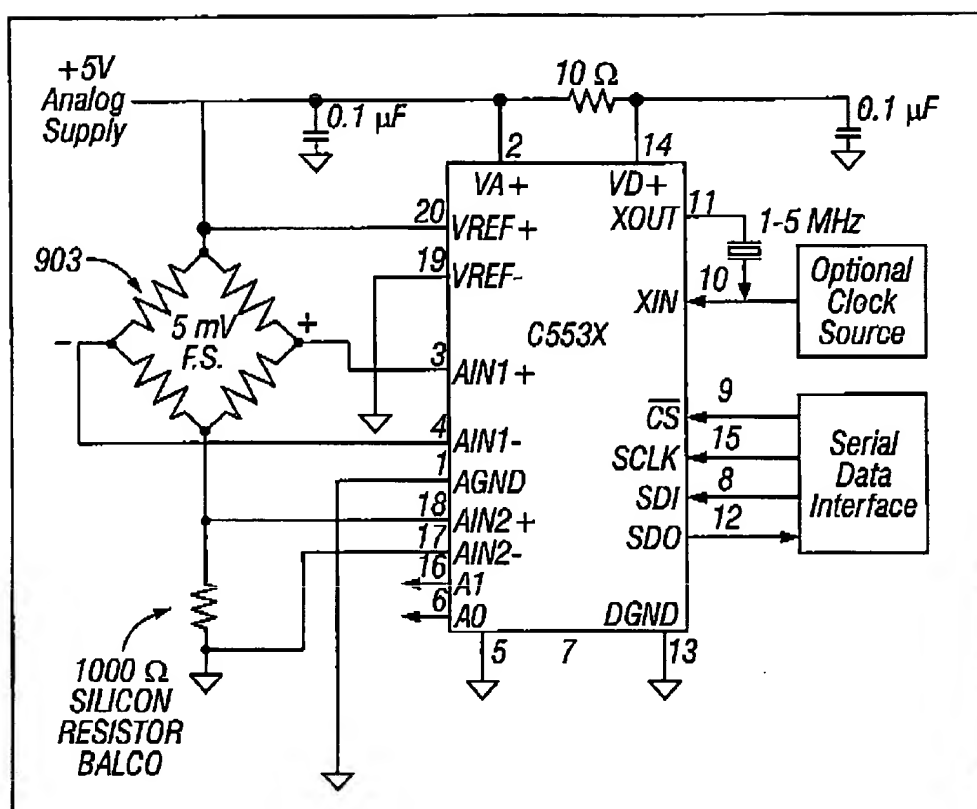 +5V
Analog
Supply
10 Ω
0.1 µF
0.1 µF
2
14
VA+
VD+
20
VREF+
XOUT
11
1-5 MHz
903
19
VREF-
10
XIN
Optional
Clock
Source
-
5 mV
F.S.
+
C553X
3
AIN1+
9
CS
4
AIN1-
15
SCLK
Serial
Data
Interface
1
AGND
8
SDI
18
AIN2+
12
SDO
17
AIN2-
16
A1
6
A0
DGND
5
7
13
1000 Ω
SILICON
RESISTOR
BALCO